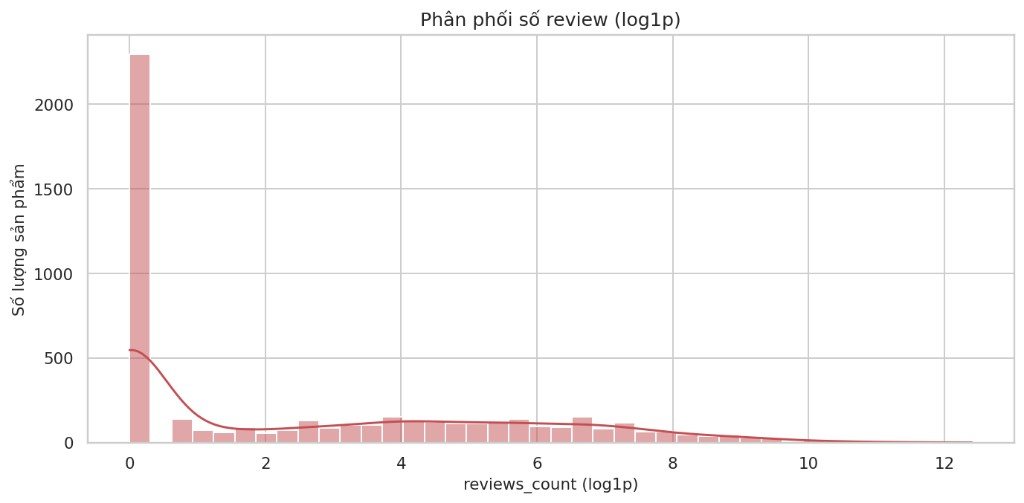 Phân phối số review (log1p)
Số lượng sản phẩm
2000
1500
1000
500
0
0 2 4 6 8 10 12
reviews_count (log1p)